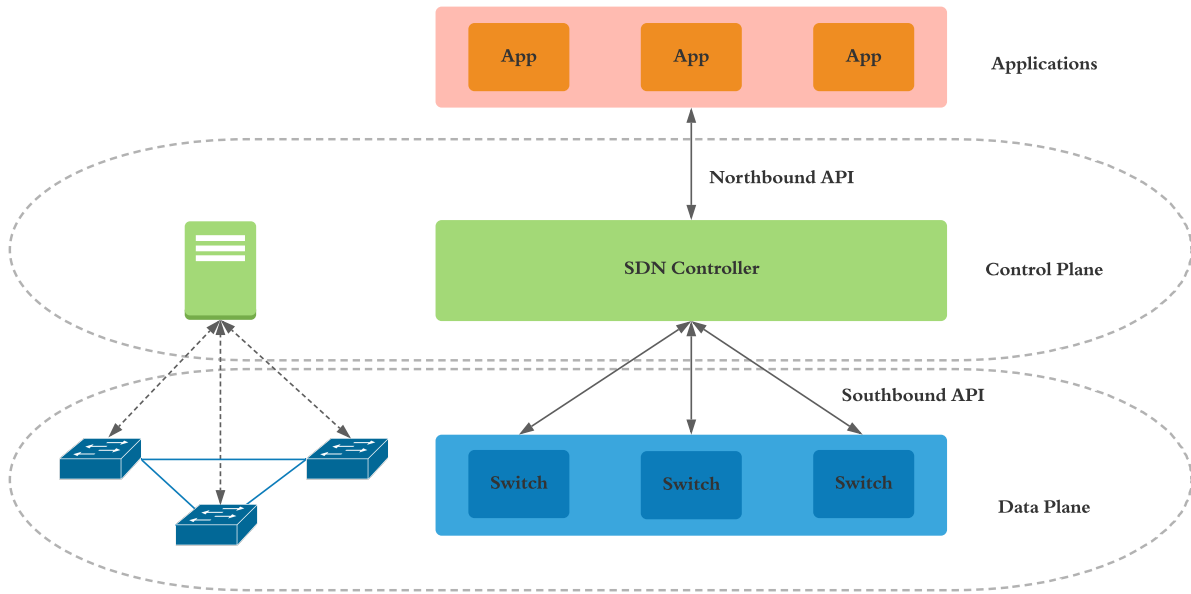 App
App
App
Applications
Northbound API
SDN Controller
Control Plane
Southbound API
Switch
Switch
Switch
Data Plane